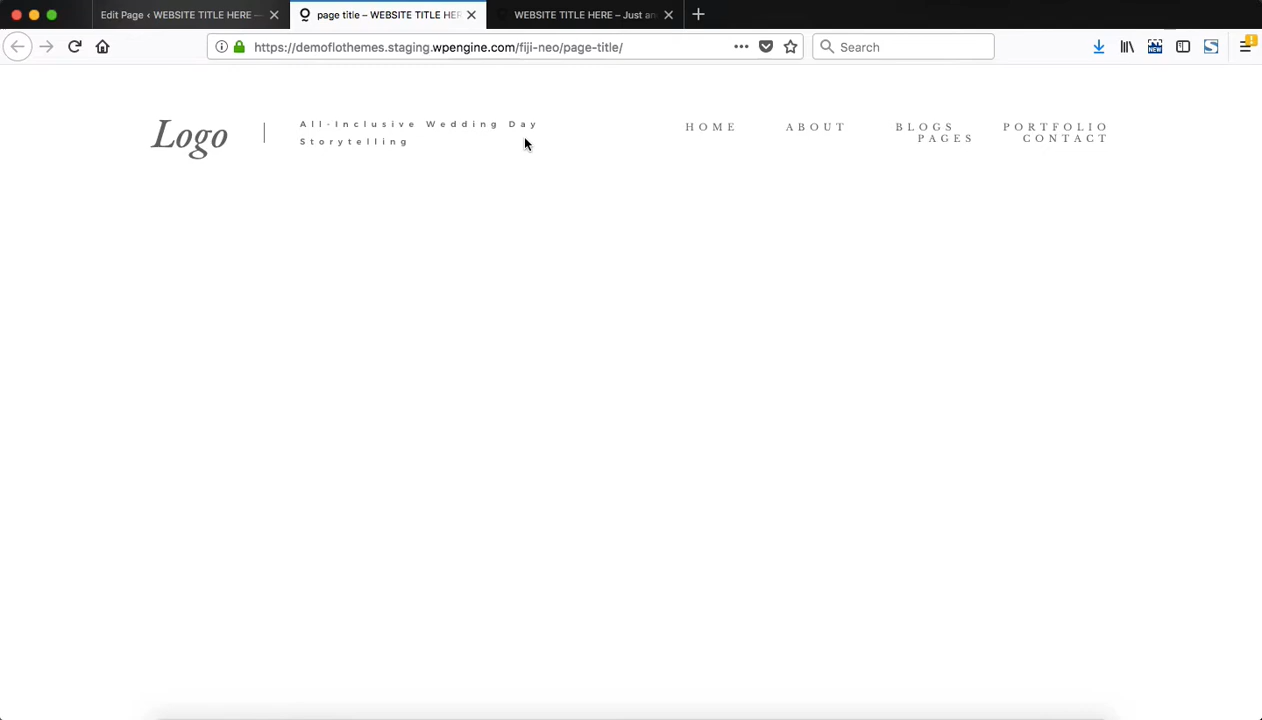 Edit Page ‹ WEBSITE TITLE HERE —
page title – WEBSITE TITLE HER
WEBSITE TITLE HERE – Just an
https://demoflothemes.staging.wpengine.com/fiji-neo/page-title/
Search
NEW
Logo
All-Inclusive Wedding Day
Storytelling
HOME ABOUT BLOGS PORTFOLIO
PAGES CONTACT